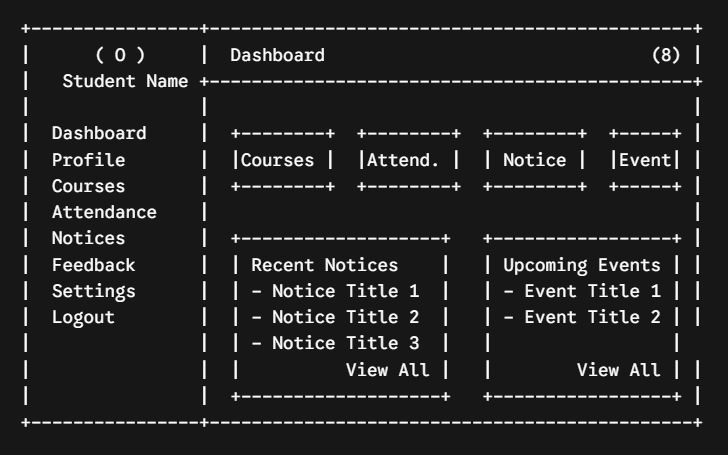 +----------------+----------------------------------------------+
|      ( O )     |  Dashboard                               (8) |
|   Student Name +----------------------------------------------+
|                |                                              |
|  Dashboard     |  +--------+  +--------+  +--------+  +-----+ |
|  Profile       |  |Courses |  |Attend. |  | Notice |  |Event| |
|  Courses       |  +--------+  +--------+  +--------+  +-----+ |
|  Attendance    |                                              |
|  Notices       |  +-------------------+   +-----------------+ |
|  Feedback      |  | Recent Notices    |   | Upcoming Events | |
|  Settings      |  | - Notice Title 1  |   | - Event Title 1 | |
|  Logout        |  | - Notice Title 2  |   | - Event Title 2 | |
|                |  | - Notice Title 3  |   |                 |
|                |  |          View All |   |        View All | |
|                |  +-------------------+   +-----------------+ |
+----------------+----------------------------------------------+